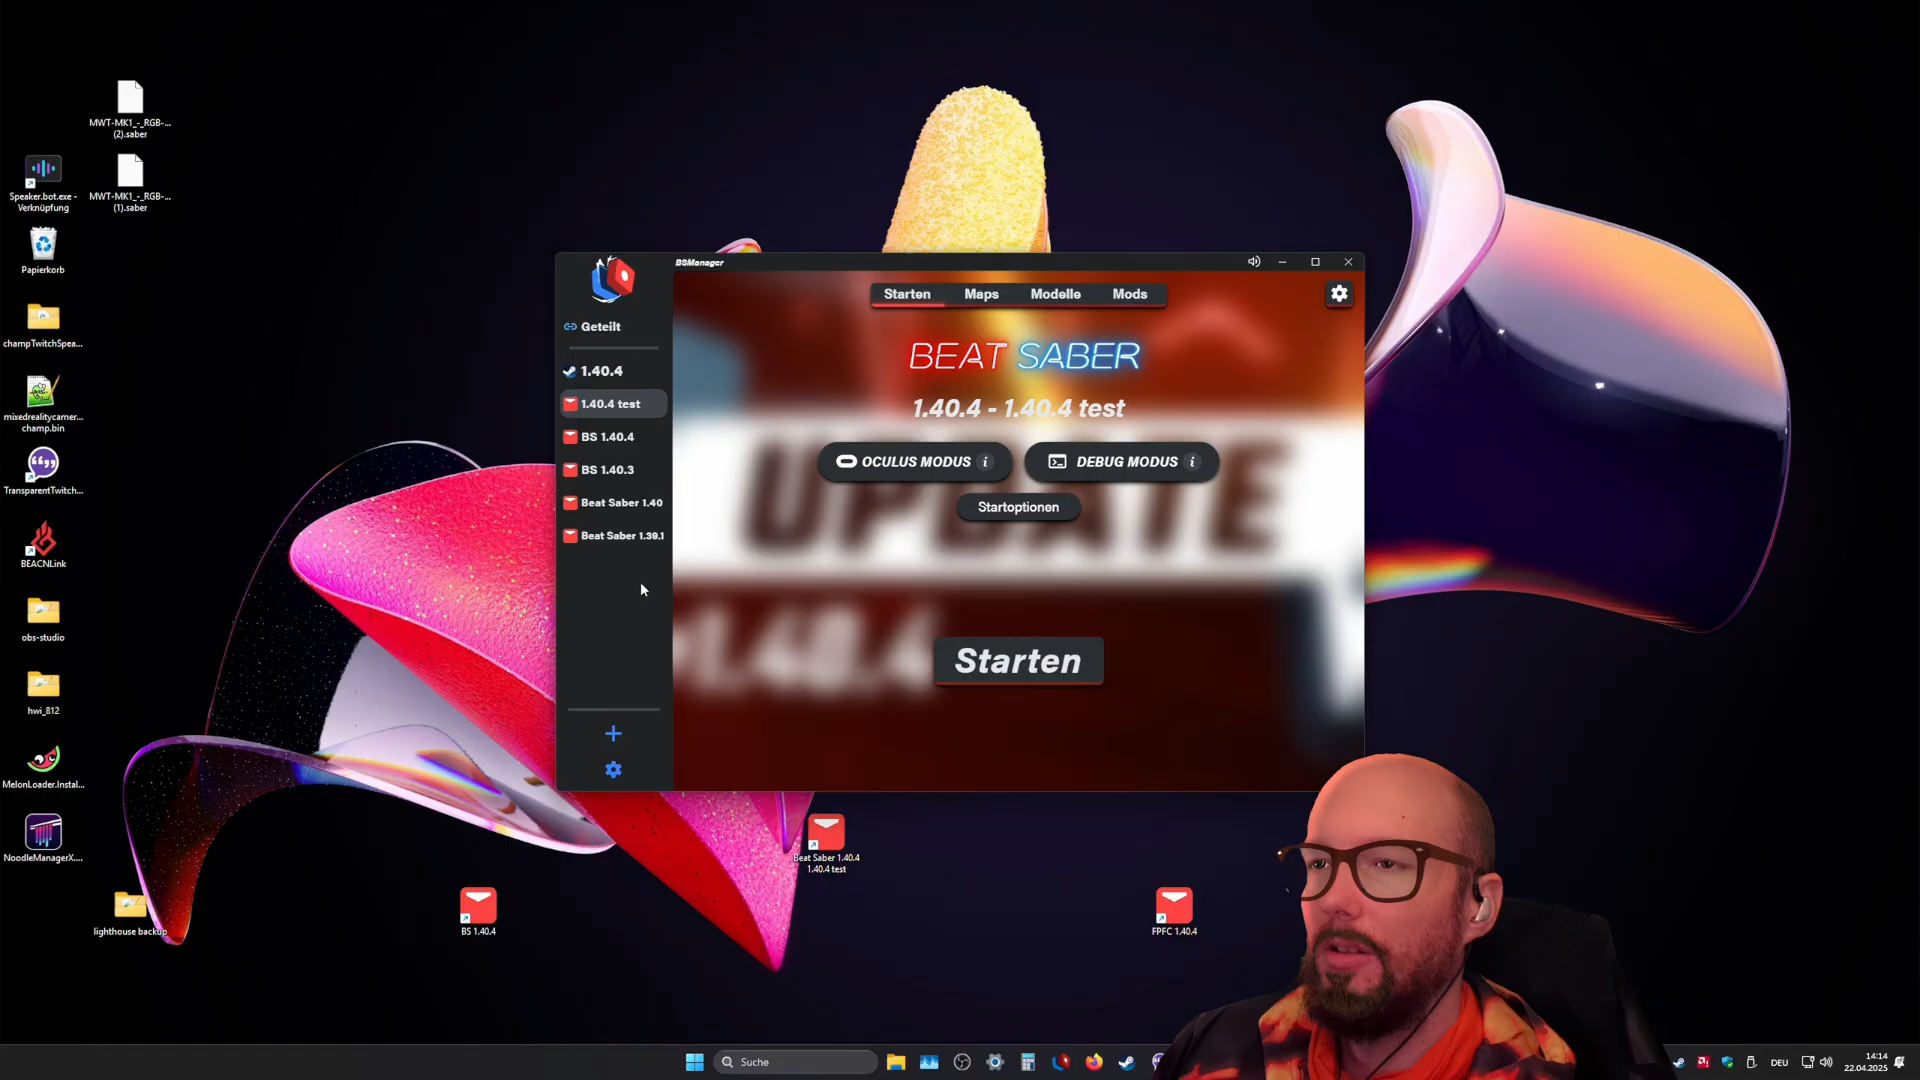 MWT-MK1_-_RGB-...
(2).saber
Speaker.bot.exe -
Verknüpfung
MWT-MK1_-_RGB-...
(1).saber
Papierkorb
champTwitchSpea...
mixedrealitycamer...
champ.bin
TransparentTwitch...
BEACNLink
obs-studio
hwi_812
MelonLoader.Instal...
NoodleManagerX....
lighthouse backup
BS 1.40.4
Beat Saber 1.40.4
1.40.4 test
FPFC 1.40.4
BSManager
Geteilt
1.40.4
1.40.4 test
BS 1.40.4
BS 1.40.3
Beat Saber 1.40
Beat Saber 1.39.1
Starten
Maps
Modelle
Mods
BEAT SABER
1.40.4 - 1.40.4 test
OCULUS MODUS
DEBUG MODUS
Startoptionen
UPDATE
1.40.4
Starten
Suche
DEU
14:14
22.04.2025